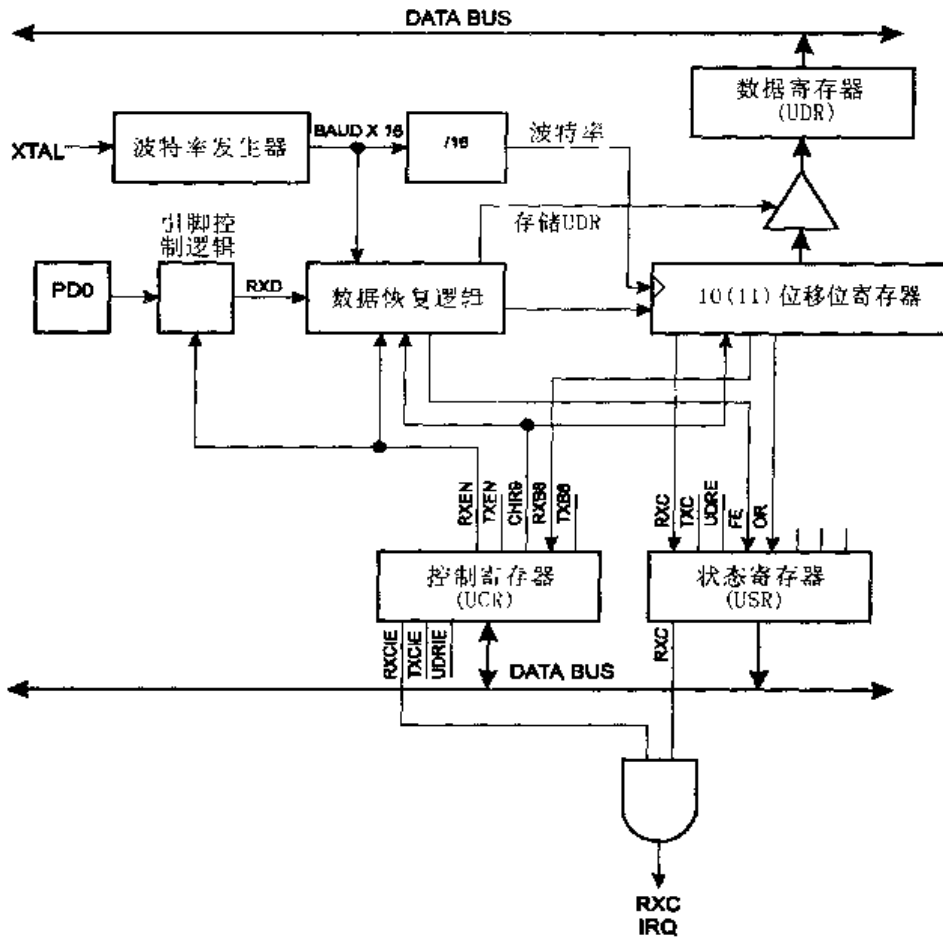 DATA BUS
数据寄存器
(UDR)
XTAL
波特率发生器
BAUD X 16
/16
波特率
引脚控
制逻辑
存储UDR
PD0
RXD
数据恢复逻辑
10(11)位移位寄存器
RXEN
TXEN
CHR9
RXB8
TXB8
RXC
TXC
UDRE
FE
OR
控制寄存器
(UCR)
状态寄存器
(USR)
RXCIE
TXCIE
UDRIE
RXC
DATA BUS
RXC
IRQ